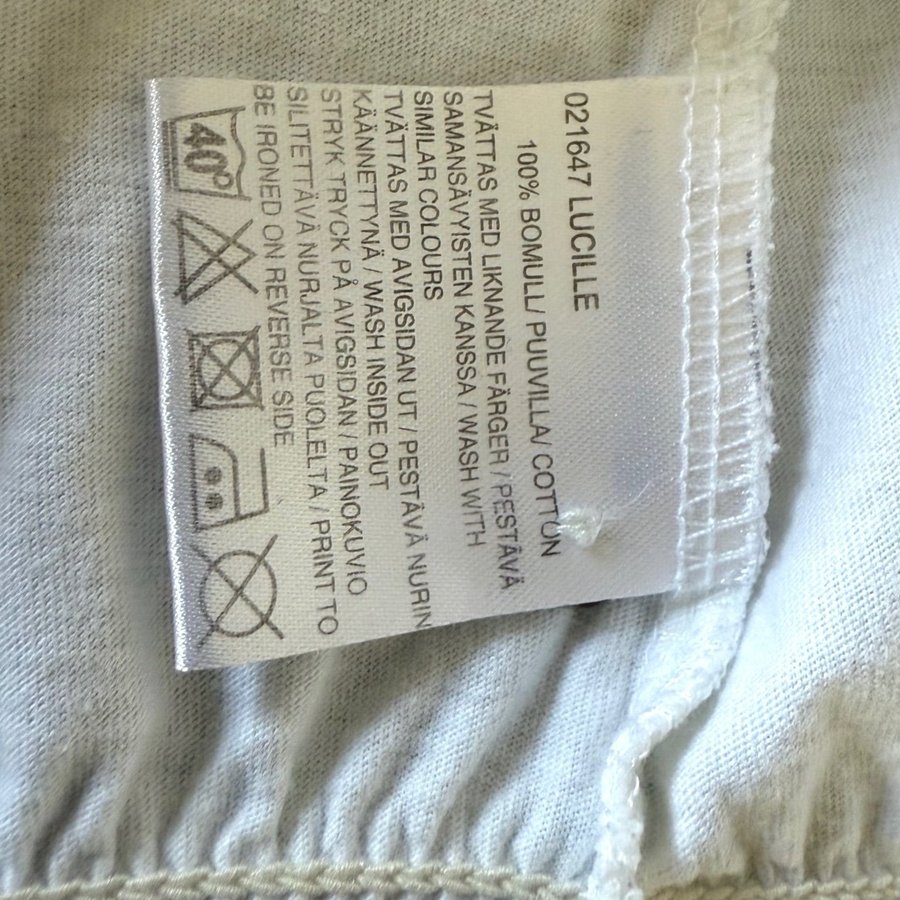 021647 LUCILLE
100% BOMULL/ PUUVILLA/ COTTON
TVÄTTAS MED LIKNANDE FÄRGER / PESTÄVÄ
SAMANSÄVYISTEN KANSSA / WASH WITH
SIMILAR COLOURS
TVÄTTAS MED AVIGSIDAN UT / PESTÄVÄ NURIN
KÄÄNNETTYNÄ / WASH INSIDE OUT
STRYK TRYCK PÅ AVIGSIDAN / PAINOKUVIO
SILITETTÄVÄ NURJALTA PUOLELTA / PRINT TO
BE IRONED ON REVERSE SIDE
40°